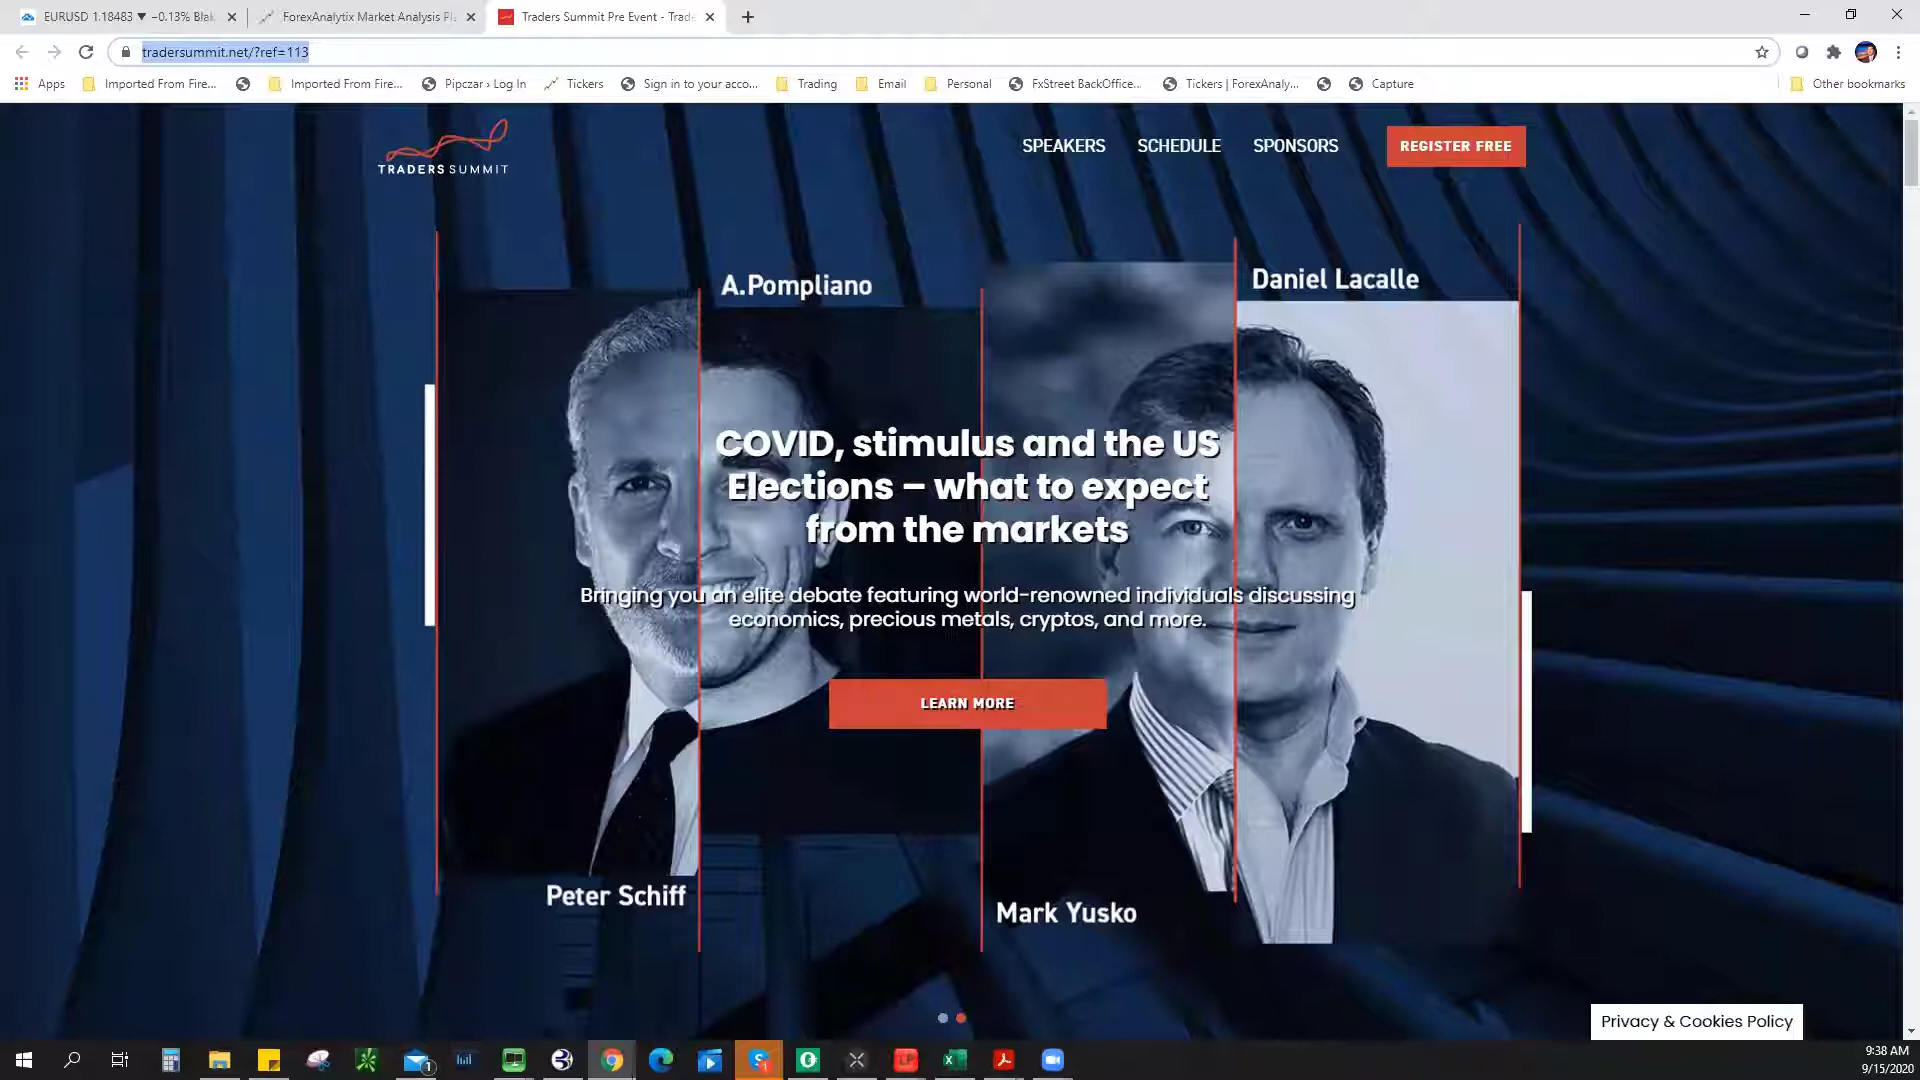 EURUSD 1.18483 ▼ −0.13% Bla
ForexAnalytix Market Analysis Pl
Traders Summit Pre Event - Trade
tradersummit.net/?ref=113
Apps
Imported From Fire...
Imported From Fire...
Pipczar › Log In
Tickers
Sign in to your acco...
Trading
Email
Personal
FxStreet BackOffice...
Tickers | ForexAnaly...
Capture
Other bookmarks
TRADERS SUMMIT
SPEAKERS
SCHEDULE
SPONSORS
REGISTER FREE
A.Pompliano
Daniel Lacalle
COVID, stimulus and the US
Elections – what to expect
from the markets
Bringing you an elite debate featuring world-renowned individuals discussing
economics, precious metals, cryptos, and more.
LEARN MORE
Peter Schiff
Mark Yusko
Privacy & Cookies Policy
9:38 AM
9/15/2020